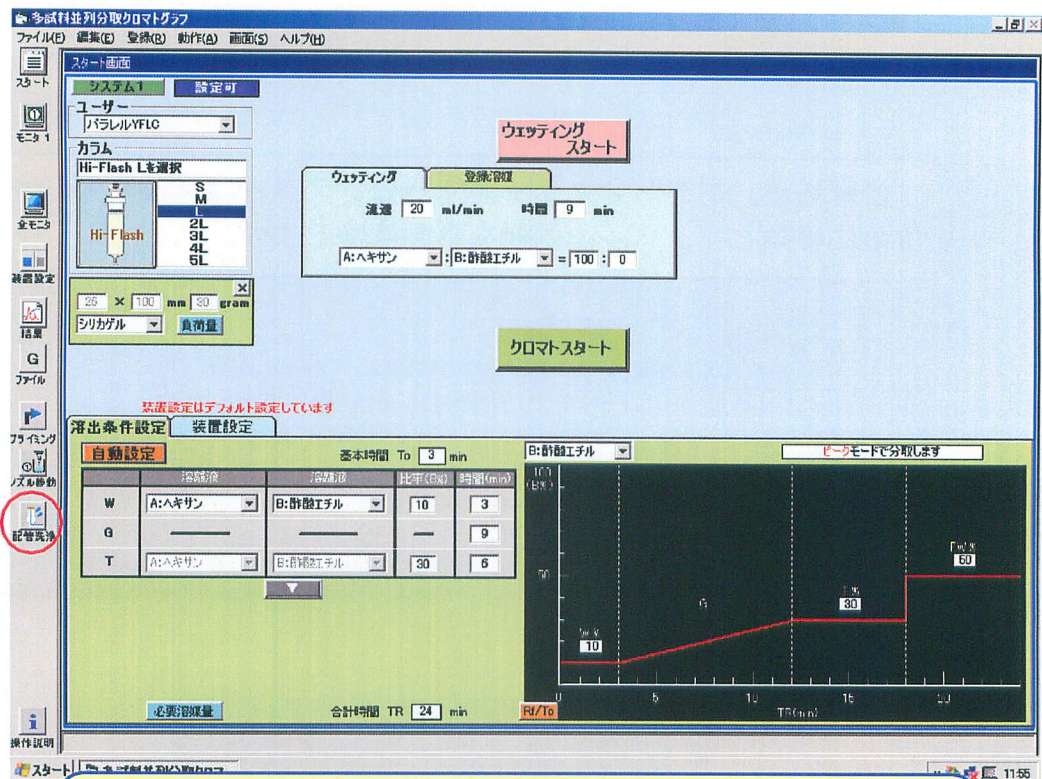 多試料並列分取クロマトグラフ
ファイル(F) 編集(E) 登録(R) 動作(A) 画面(S) ヘルプ(H)
スタート画面
スタート
モニタ 1
全モニタ
装置設定
結果
G
ファイル
プライミング
ノズル移動
配管洗浄
操作説明
システム1 設定可
ユーザー
パラレルYFLC
カラム
Hi-Flash Lを選択
Hi-Flash
S
M
L
2L
3L
4L
5L
26 × 100 mm 30 gram
シリカゲル 負荷量
ウェッティング
スタート
ウェッティング 登録溶媒
流速 20 ml/min 時間 9 min
A:ヘキサン : B:酢酸エチル = 100 : 0
クロマトスタート
装置設定はデフォルト設定しています
溶出条件設定 装置設定
自動設定 基本時間 To 3 min
溶離液 溶離液 比率(B%) 時間(min)
W A:ヘキサン B:酢酸エチル 10 3
G 9
T A:ヘキサン B:酢酸エチル 30 6
必要溶媒量 合計時間 TR 24 min
B:酢酸エチル ピークモードで分取します
100
(B%)
50
W%
10
G
30
60
0 5 10 15 20
TR(min)
Rf/To
スタート
11:55